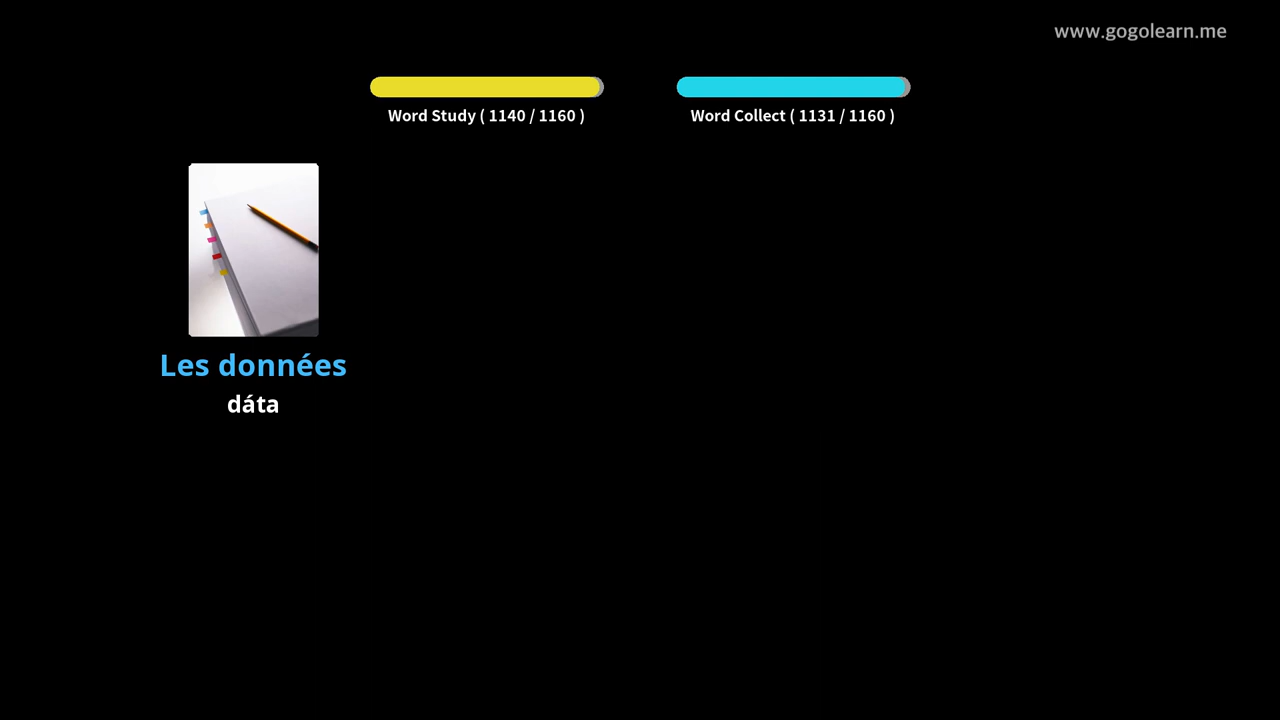 www.gogolearn.me
Word Study ( 1140 / 1160 )
Word Collect ( 1131 / 1160 )
Les données
dáta